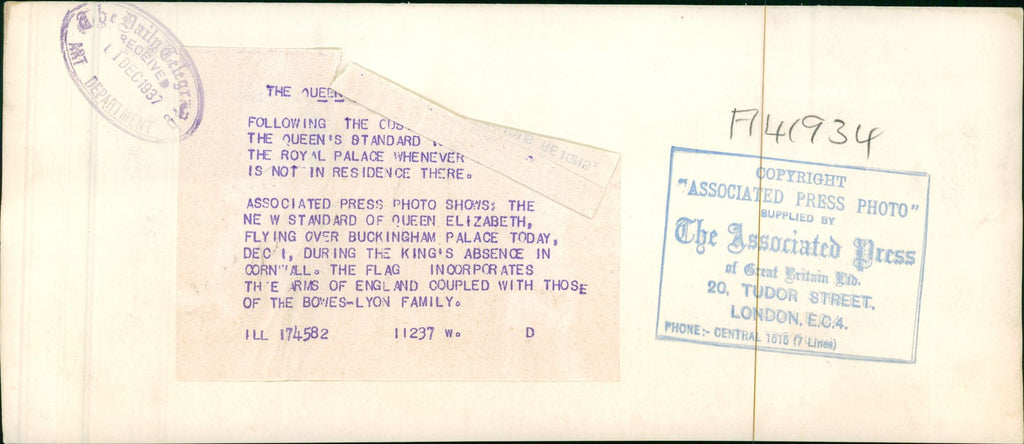 The Daily Telegraph
RECEIVED
1 DEC 1937
ART DEPARTMENT
THE QUEEN
FOLLOWING THE CUS
THE QUEEN'S STANDARD
THE ROYAL PALACE WHENEVER
IS NOT IN RESIDENCE THERE.
ASSOCIATED PRESS PHOTO SHOWS: THE
NEW STANDARD OF QUEEN ELIZABETH,
FLYING OVER BUCKINGHAM PALACE TODAY,
DEC 1, DURING THE KING'S ABSENCE IN
CORNWALL. THE FLAG INCORPORATES
THE ARMS OF ENGLAND COUPLED WITH THOSE
OF THE BOWES-LYON FAMILY.
ILL 174582 11237 W. D
A141934
COPYRIGHT
"ASSOCIATED PRESS PHOTO"
SUPPLIED BY
The Associated Press
of Great Britain Ltd.
20, TUDOR STREET,
LONDON, E.C.4.
PHONE:- CENTRAL 1515 (7 Lines)